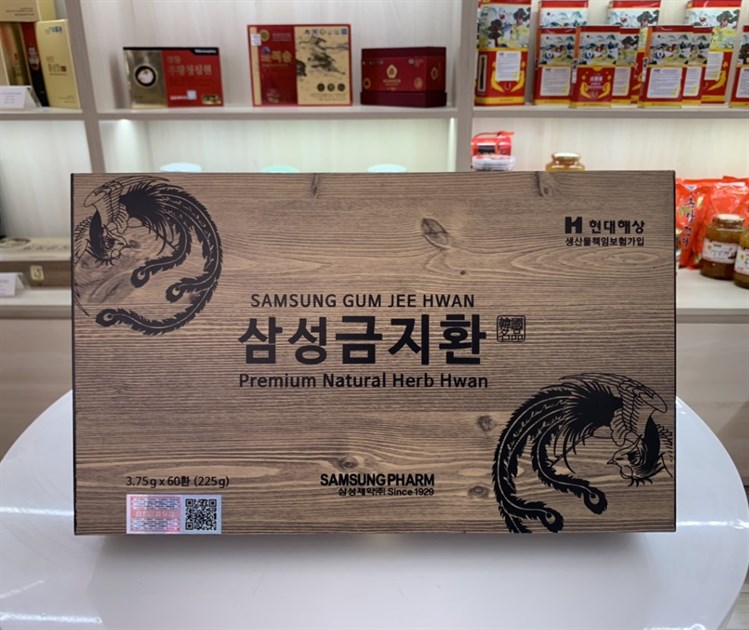 H 현대해상
생산물책임보험가입
SAMSUNG GUM JEE HWAN
삼성금지환
Premium Natural Herb Hwan
3.75g x 60환 (225g)
SAMSUNG PHARM
삼성제약(주) Since 1929